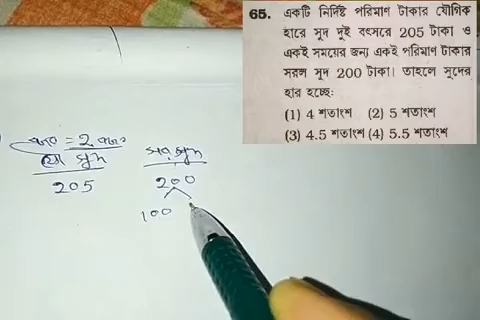 65. একটি নির্দিষ্ট পরিমাণ টাকার যৌগিক
হারে সুদ দুই বৎসরে 205 টাকা ও
একই সময়ের জন্য একই পরিমাণ টাকার
সরল সুদ 200 টাকা। তাহলে সুদের
হার হচ্ছে:
(1) 4 শতাংশ (2) 5 শতাংশ
(3) 4.5 শতাংশ (4) 5.5 শতাংশ
= 2
সুদ
205
200
100